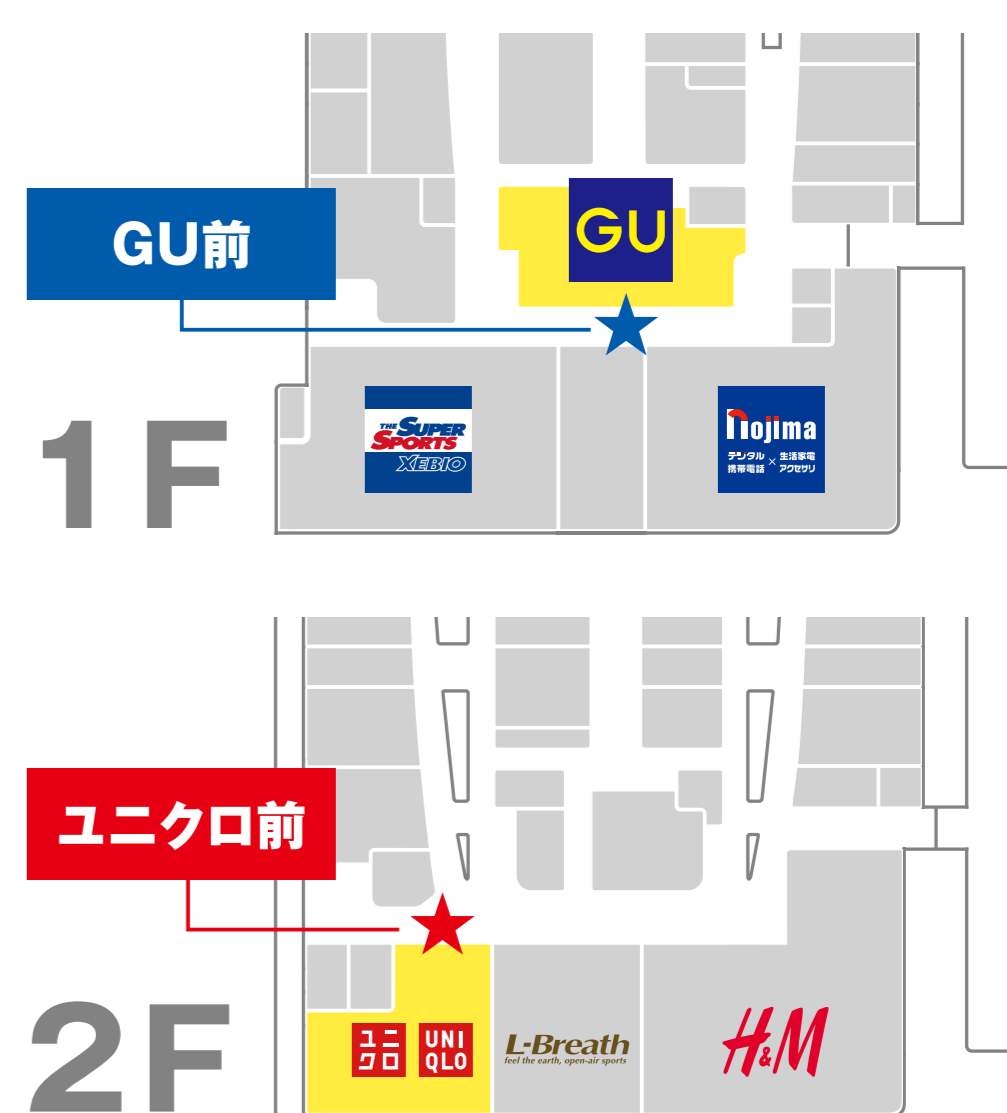 GU前
GU
1F
THE SUPER
SPORTS
XEBIO
nojima
デジタル × 生活家電
携帯電話 アクセサリ
ユニクロ前
2F
ユニ
クロ
UNI
QLO
L-Breath
feel the earth, open-air sports
H&M